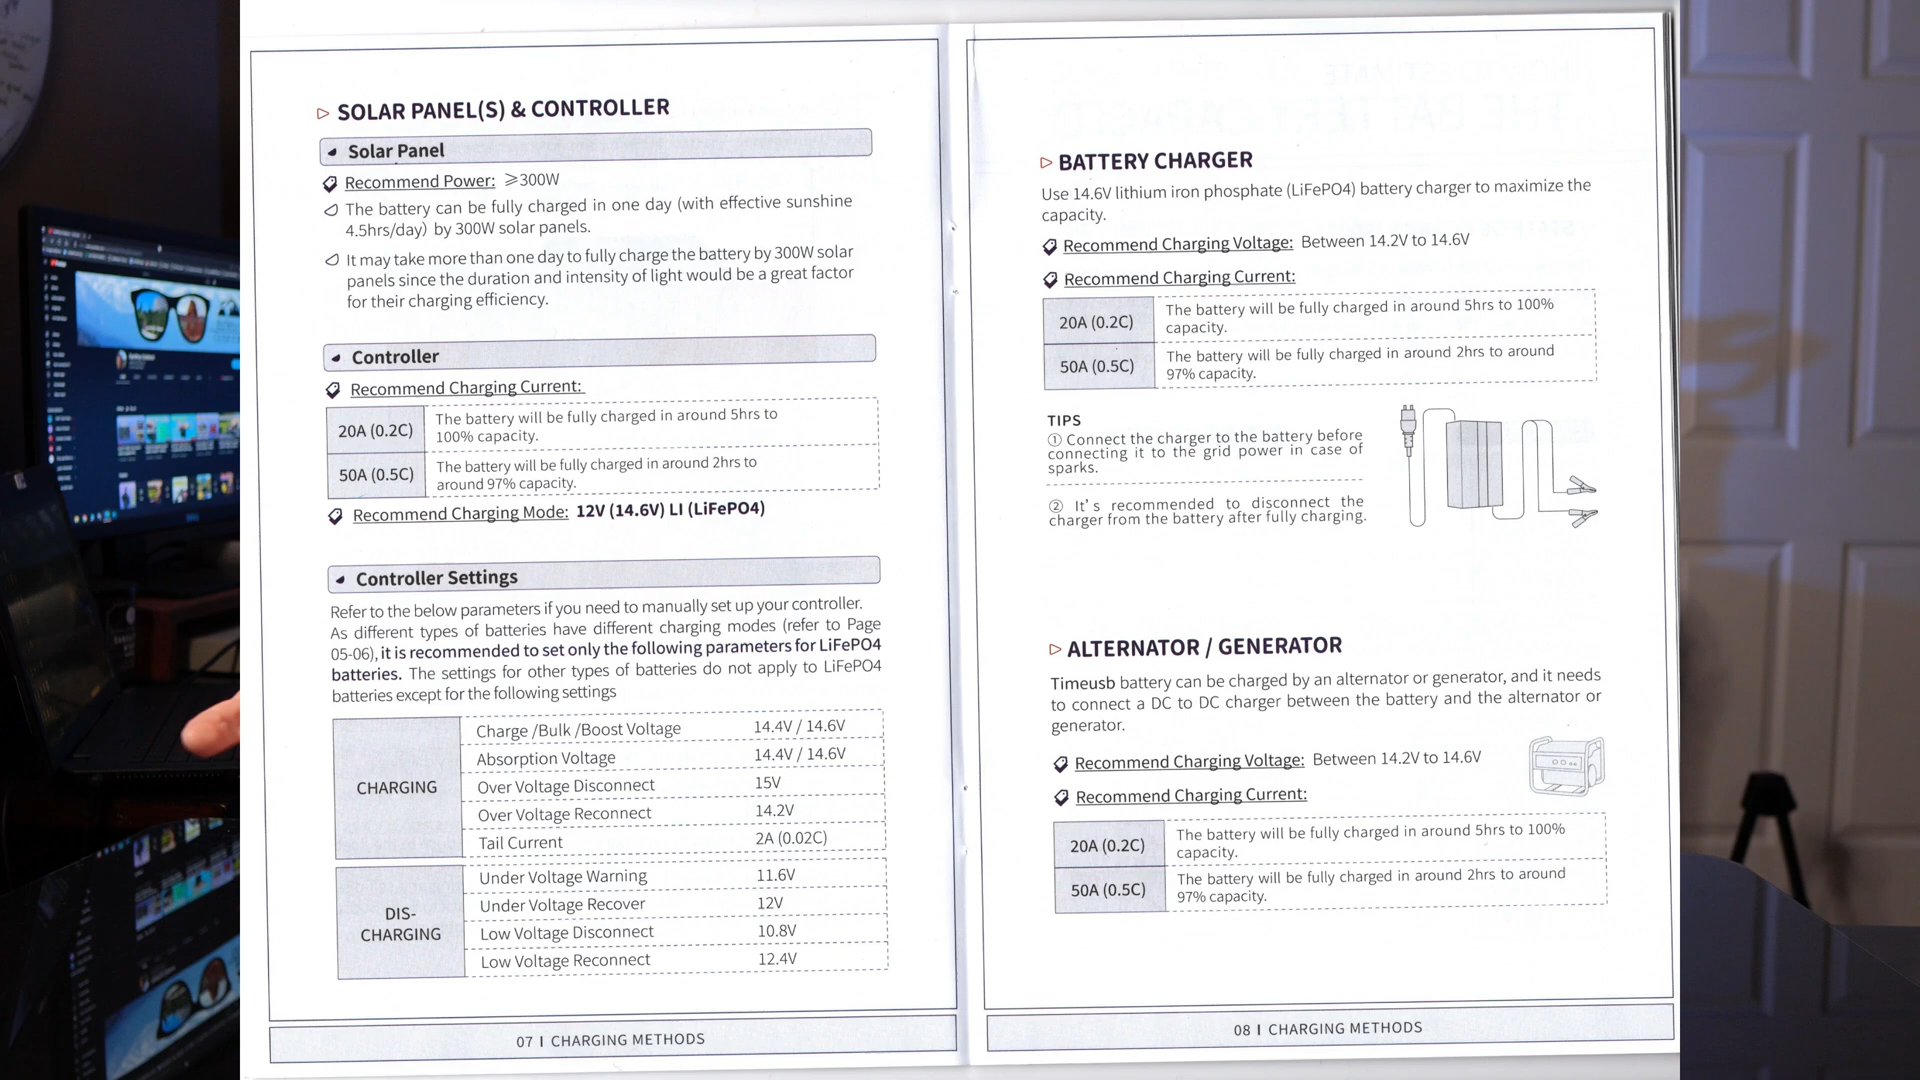 SOLAR PANEL(S) & CONTROLLER
Solar Panel
Recommend Power: ⩾300W
The battery can be fully charged in one day (with effective sunshine
4.5hrs/day) by 300W solar panels.
It may take more than one day to fully charge the battery by 300W solar
panels since the duration and intensity of light would be a great factor
for their charging efficiency.
Controller
Recommend Charging Current:
20A (0.2C)
The battery will be fully charged in around 5hrs to
100% capacity.
50A (0.5C)
The battery will be fully charged in around 2hrs to
around 97% capacity.
Recommend Charging Mode: 12V (14.6V) LI (LiFePO4)
Controller Settings
Refer to the below parameters if you need to manually set up your controller.
As different types of batteries have different charging modes (refer to Page
05-06), it is recommended to set only the following parameters for LiFePO4
batteries. The settings for other types of batteries do not apply to LiFePO4
batteries except for the following settings
CHARGING
Charge /Bulk /Boost Voltage 14.4V / 14.6V
Absorption Voltage 14.4V / 14.6V
Over Voltage Disconnect 15V
Over Voltage Reconnect 14.2V
Tail Current 2A (0.02C)
DIS-
CHARGING
Under Voltage Warning 11.6V
Under Voltage Recover 12V
Low Voltage Disconnect 10.8V
Low Voltage Reconnect 12.4V
07 I CHARGING METHODS
BATTERY CHARGER
Use 14.6V lithium iron phosphate (LiFePO4) battery charger to maximize the
capacity.
Recommend Charging Voltage: Between 14.2V to 14.6V
Recommend Charging Current:
20A (0.2C)
The battery will be fully charged in around 5hrs to 100%
capacity.
50A (0.5C)
The battery will be fully charged in around 2hrs to around
97% capacity.
TIPS
① Connect the charger to the battery before
connecting it to the grid power in case of
sparks.
② It's recommended to disconnect the
charger from the battery after fully charging.
ALTERNATOR / GENERATOR
Timeusb battery can be charged by an alternator or generator, and it needs
to connect a DC to DC charger between the battery and the alternator or
generator.
Recommend Charging Voltage: Between 14.2V to 14.6V
Recommend Charging Current:
20A (0.2C)
The battery will be fully charged in around 5hrs to 100%
capacity.
50A (0.5C)
The battery will be fully charged in around 2hrs to around
97% capacity.
08 I CHARGING METHODS